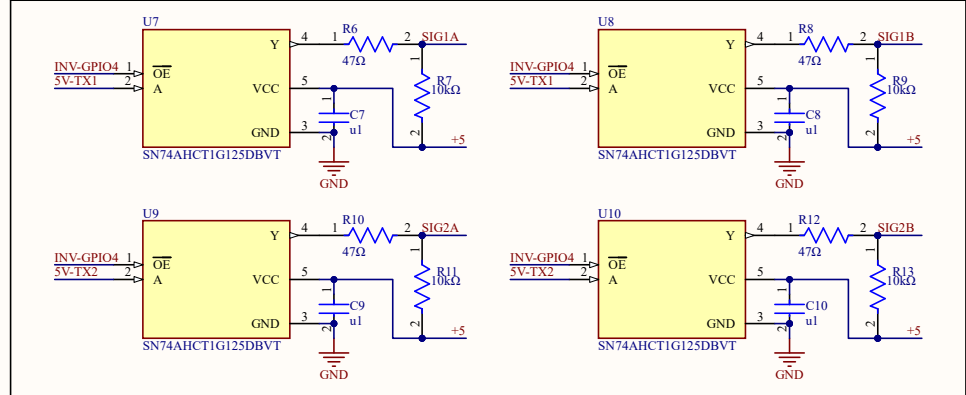 U7
Y 4 1 R6 2 SIG1A
47Ω
INV-GPIO4 1 OE
5V-TX1 2 A
VCC 5
1 R7
10kΩ
1 C7
u1
GND 3 2
2 +5
SN74AHCT1G125DBVT
GND
U8
Y 4 1 R8 2 SIG1B
47Ω
INV-GPIO4 1 OE
5V-TX1 2 A
VCC 5
1 R9
10kΩ
1 C8
u1
GND 3 2
2 +5
SN74AHCT1G125DBVT
GND
U9
Y 4 1 R10 2 SIG2A
47Ω
INV-GPIO4 1 OE
5V-TX2 2 A
VCC 5
1 R11
10kΩ
1 C9
u1
GND 3 2
2 +5
SN74AHCT1G125DBVT
GND
U10
Y 4 1 R12 2 SIG2B
47Ω
INV-GPIO4 1 OE
5V-TX2 2 A
VCC 5
1 R13
10kΩ
1 C10
u1
GND 3 2
2 +5
SN74AHCT1G125DBVT
GND